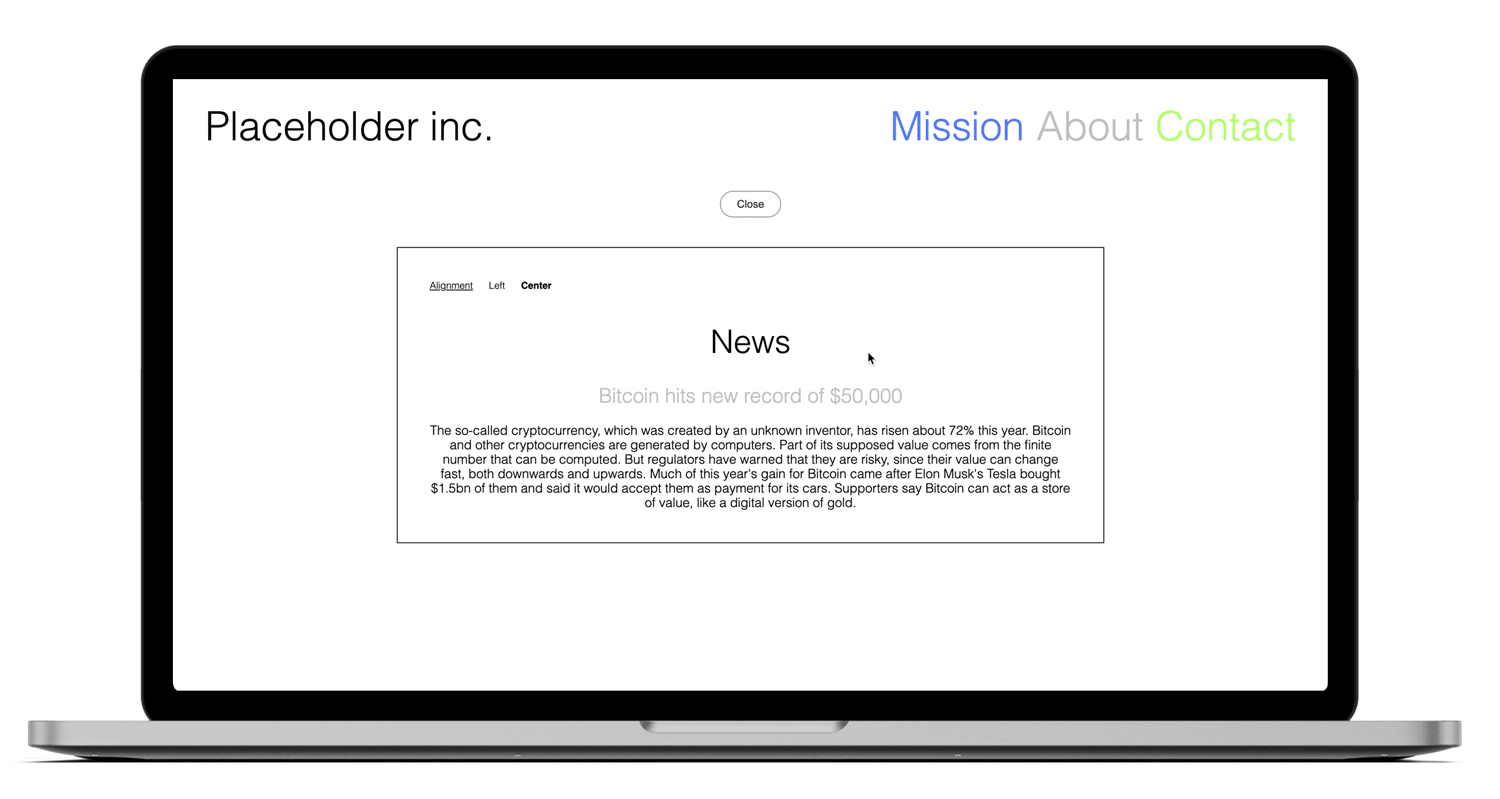 Placeholder inc.
Mission About Contact
Close
Alignment Left Center
News
Bitcoin hits new record of $50,000
The so-called cryptocurrency, which was created by an unknown inventor, has risen about 72% this year. Bitcoin
and other cryptocurrencies are generated by computers. Part of its supposed value comes from the finite
number that can be computed. But regulators have warned that they are risky, since their value can change
fast, both downwards and upwards. Much of this year's gain for Bitcoin came after Elon Musk's Tesla bought
$1.5bn of them and said it would accept them as payment for its cars. Supporters say Bitcoin can act as a store
of value, like a digital version of gold.